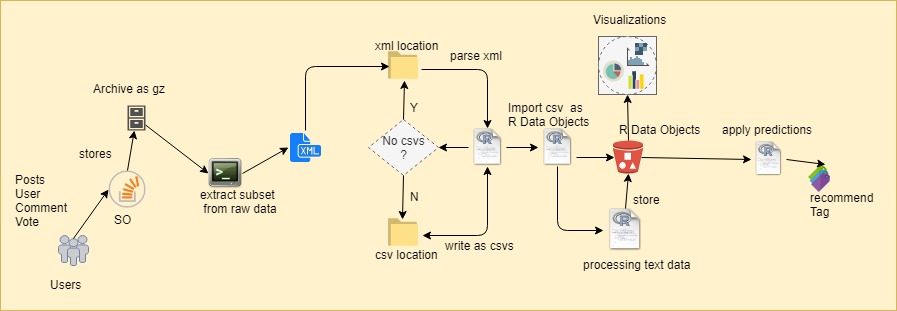 Visualizations
xml location
parse xml
Archive as gz
Y
Import csv as
R Data Objects
R Data Objects
apply predictions
XML
No csvs
?
stores
>_
extract subset
from raw data
Posts
User
Comment
Vote
SO
N
store
recommend
Tag
write as csvs
csv location
processing text data
Users
R
R
R
R